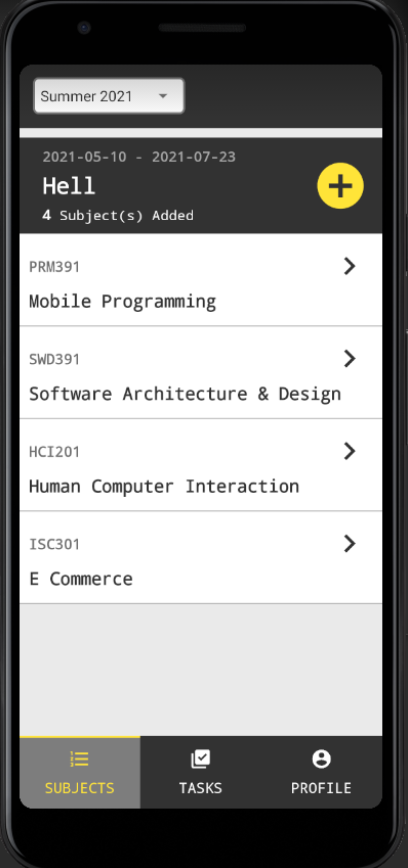 Summer 2021
2021-05-10 - 2021-07-23
Hell
4 Subject(s) Added
PRM391
Mobile Programming
SWD391
Software Architecture & Design
HCI201
Human Computer Interaction
ISC301
E Commerce
SUBJECTS TASKS PROFILE